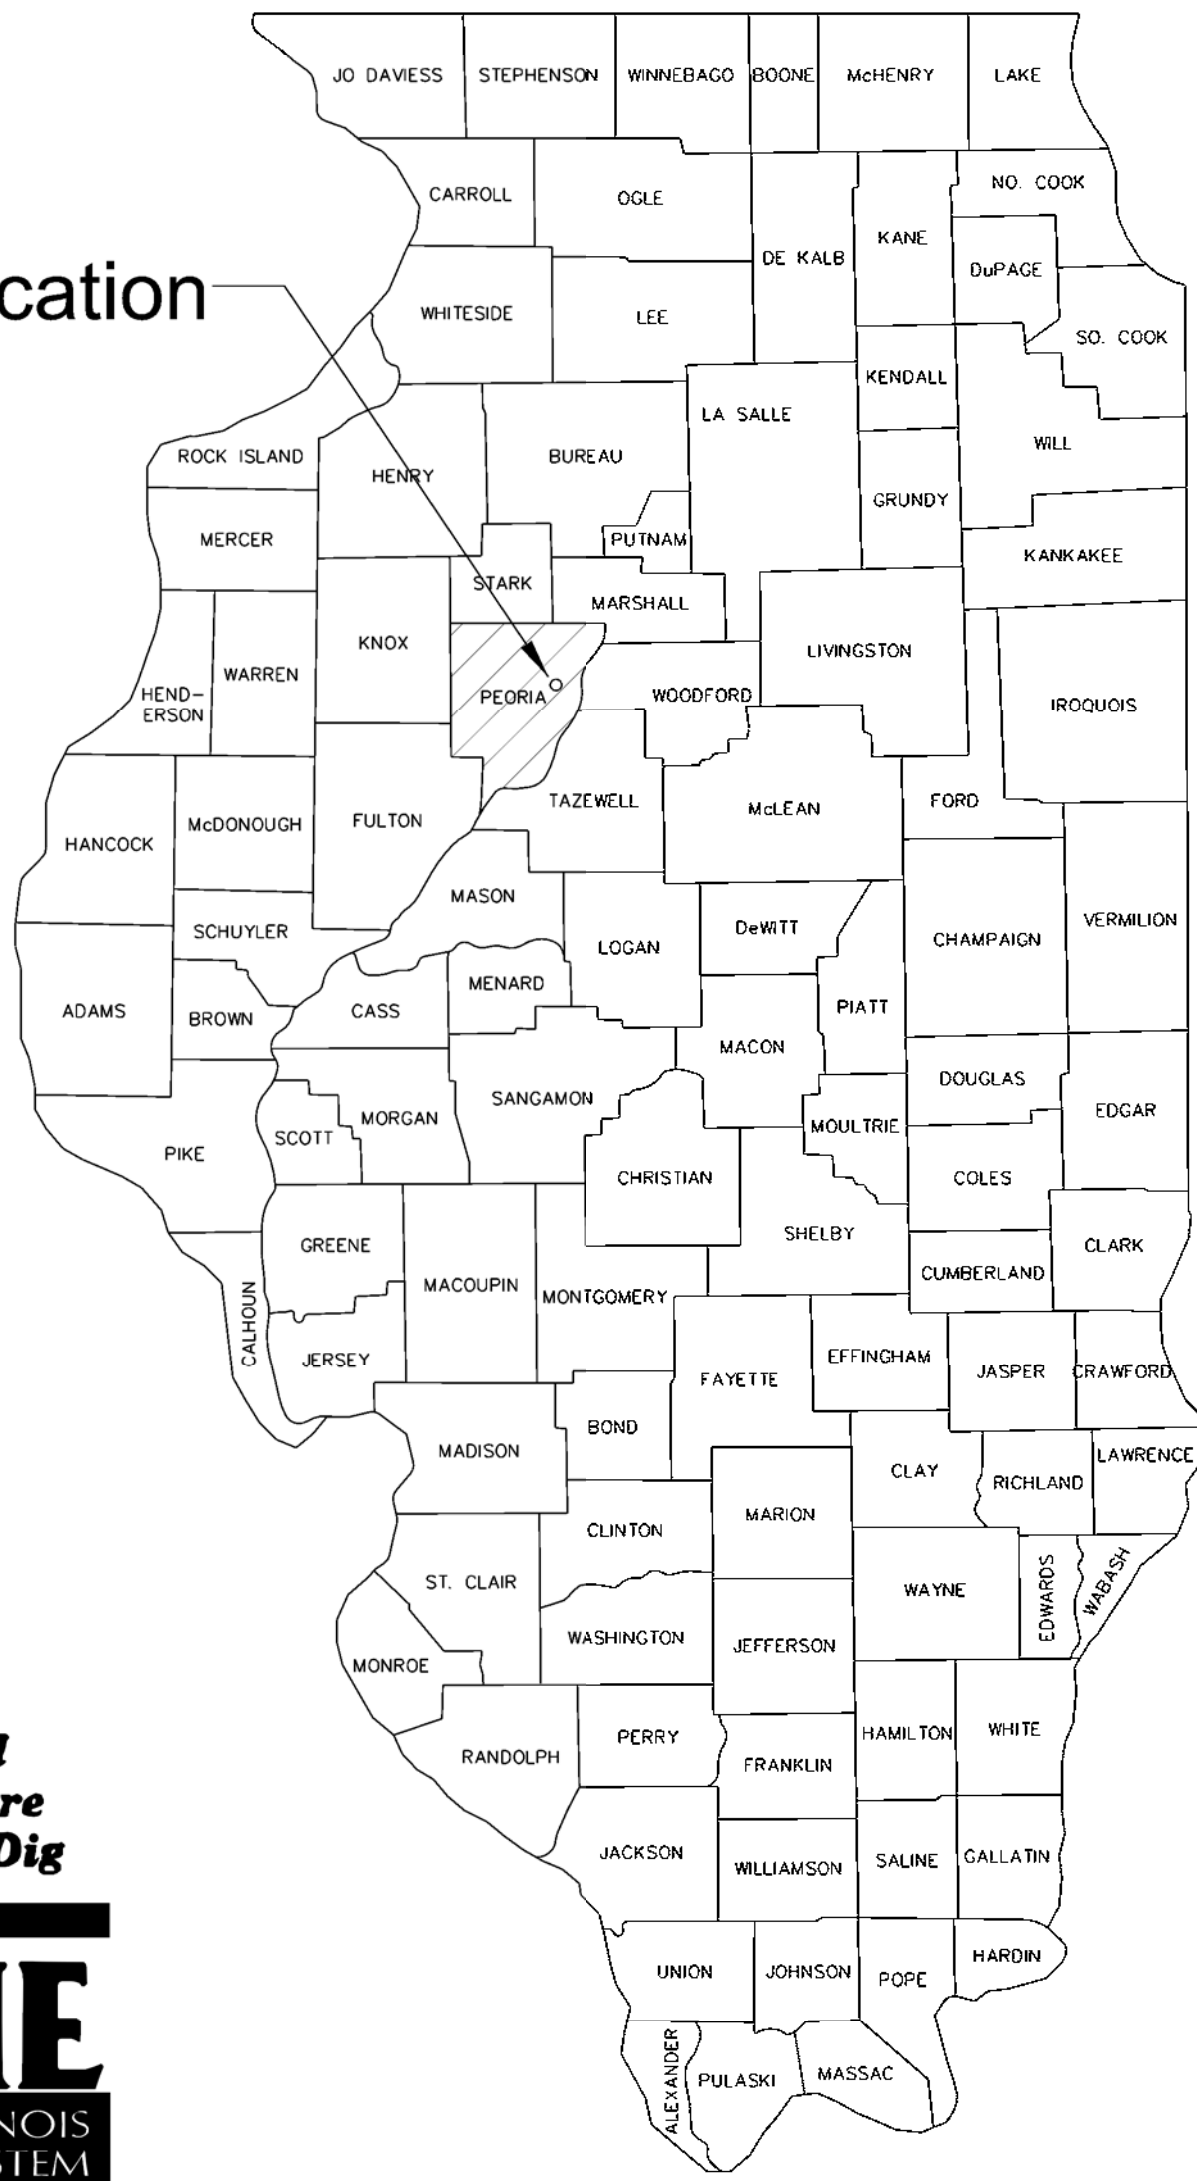 JO DAVIESS
STEPHENSON
WINNEBAGO
BOONE
McHENRY
LAKE
CARROLL
OGLE
DE KALB
KANE
NO. COOK
DuPAGE
cation
WHITESIDE
LEE
SO. COOK
KENDALL
LA SALLE
ROCK ISLAND
HENRY
BUREAU
WILL
GRUNDY
MERCER
PUTNAM
KANKAKEE
STARK
MARSHALL
KNOX
LIVINGSTON
WARREN
HEND-
ERSON
PEORIA
WOODFORD
IROQUOIS
TAZEWELL
McLEAN
FORD
HANCOCK
McDONOUGH
FULTON
MASON
SCHUYLER
LOGAN
DeWITT
CHAMPAIGN
VERMILION
ADAMS
BROWN
CASS
MENARD
PIATT
MACON
SANGAMON
DOUGLAS
EDGAR
PIKE
SCOTT
MORGAN
MOULTRIE
CHRISTIAN
COLES
SHELBY
GREENE
CLARK
CUMBERLAND
MACOUPIN
MONTGOMERY
CALHOUN
JERSEY
EFFINGHAM
FAYETTE
JASPER
CRAWFORD
BOND
MADISON
CLAY
LAWRENCE
RICHLAND
MARION
CLINTON
ST. CLAIR
WAYNE
EDWARDS
WABASH
WASHINGTON
JEFFERSON
MONROE
PERRY
HAMILTON
WHITE
RANDOLPH
FRANKLIN
re
Dig
JACKSON
WILLIAMSON
SALINE
GALLATIN
UNION
JOHNSON
POPE
HARDIN
ALEXANDER
PULASKI
MASSAC
NOIS
STEM